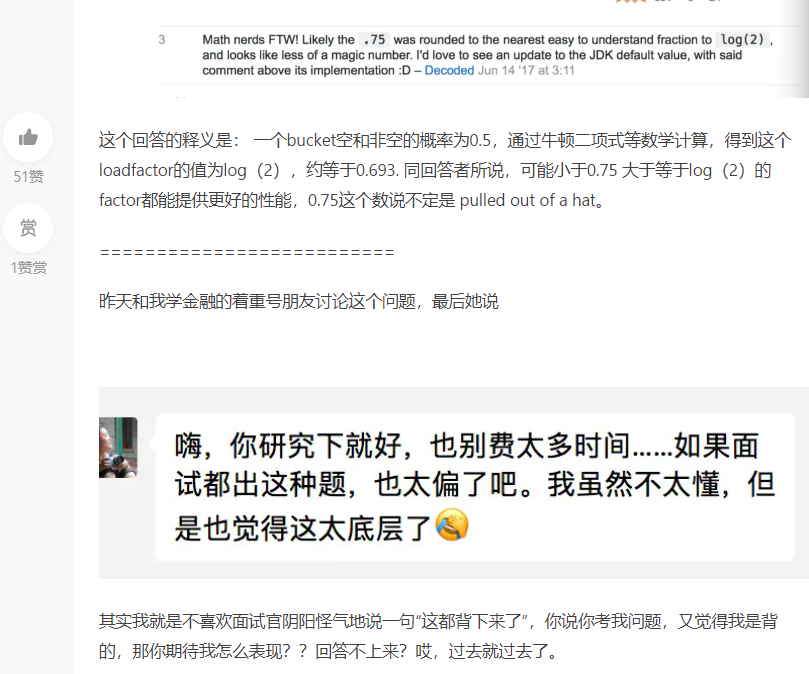 3 Math nerds FTW! Likely the .75 was rounded to the nearest easy to understand fraction to log(2) ,
and looks like less of a magic number. I'd love to see an update to the JDK default value, with said
comment above its implementation :D – Decoded Jun 14 '17 at 3:11
这个回答的释义是： 一个bucket空和非空的概率为0.5，通过牛顿二项式等数学计算，得到这个
loadfactor的值为log（2），约等于0.693. 同回答者所说，可能小于0.75 大于等于log（2）的
factor都能提供更好的性能，0.75这个数说不定是 pulled out of a hat。
51赞
赏
1赞赏
==========================
昨天和我学金融的着重号朋友讨论这个问题，最后她说
嗨，你研究下就好，也别费太多时间......如果面
试都出这种题，也太偏了吧。我虽然不太懂，但
是也觉得这太底层了😂
其实我就是不喜欢面试官阴阳怪气地说一句“这都背下来了”，你说你考我问题，又觉得我是背
的，那你期待我怎么表现？？回答不上来？哎，过去就过去了。